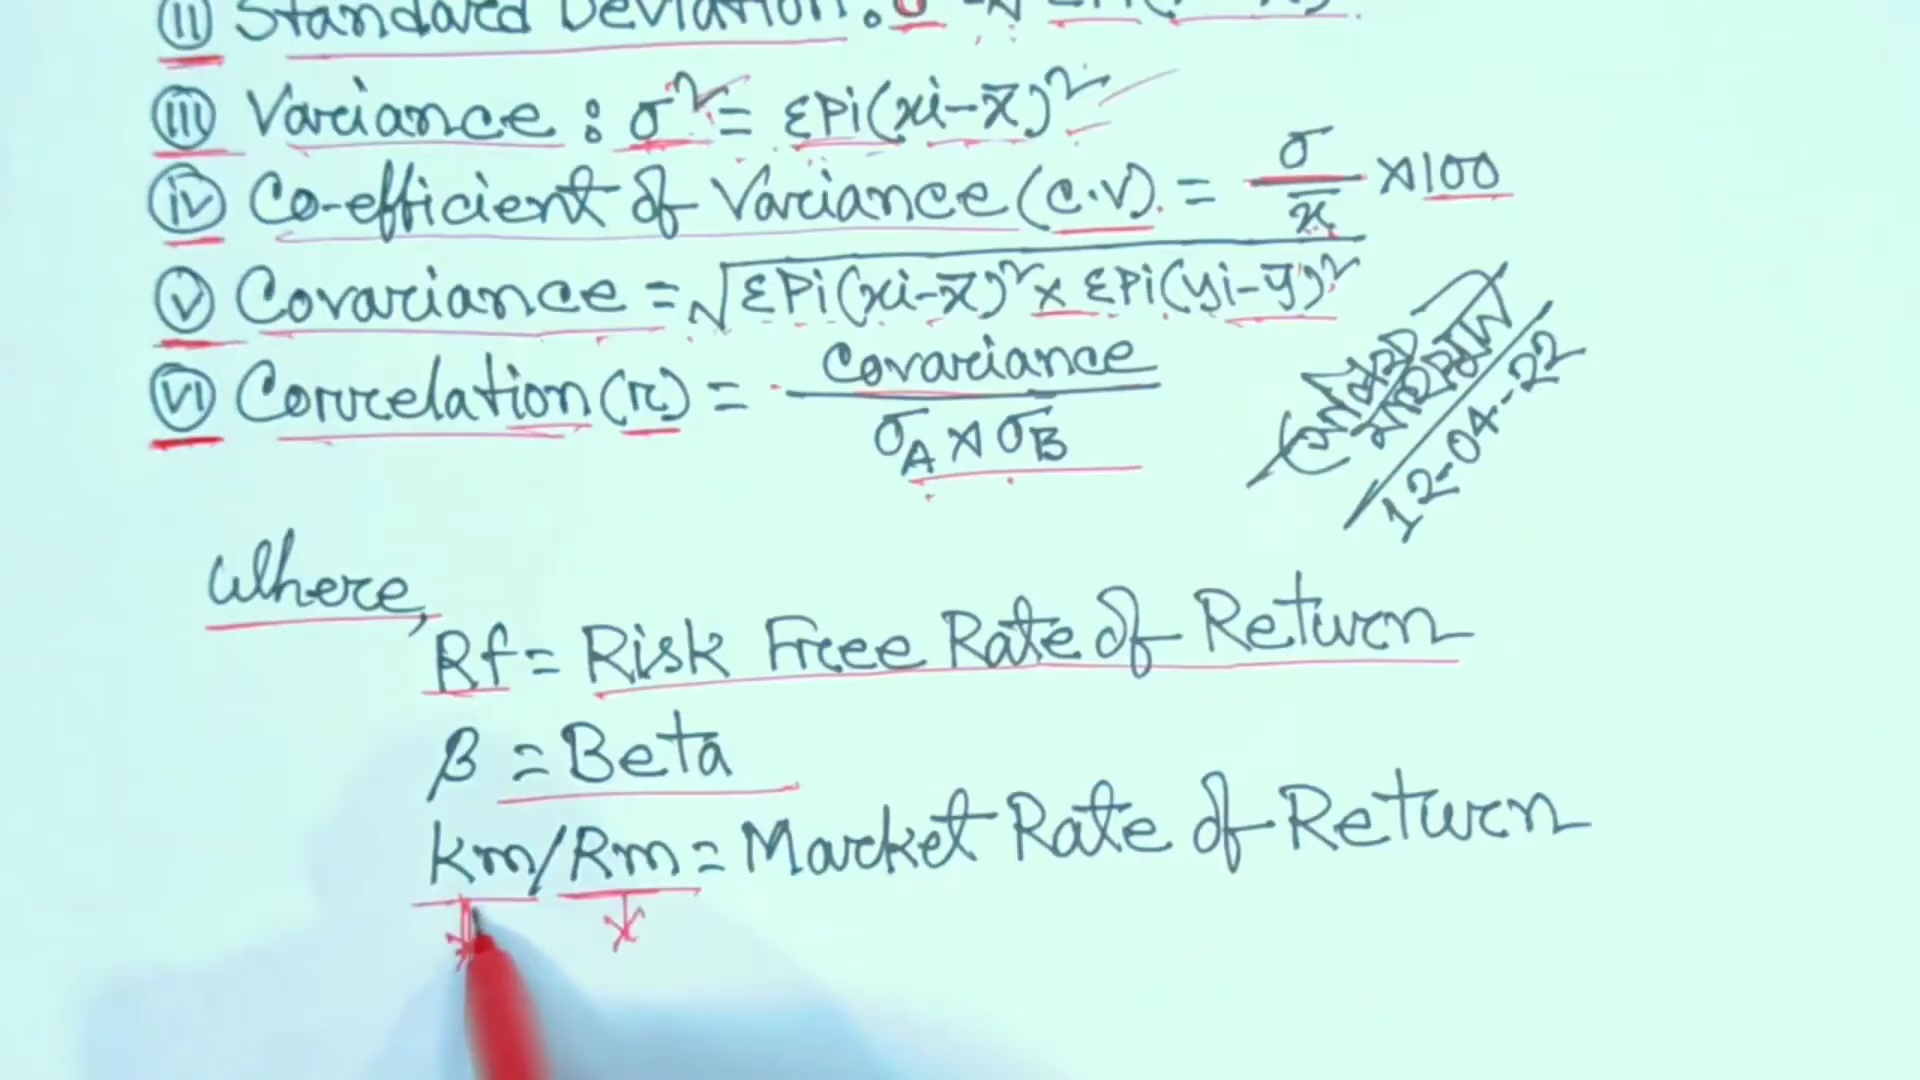 (ii) Standard Deviation: σ = √
(iii) Variance : σ² = ΣPi(xi-x̄)²
(iv) Co-efficient of Variance (C.V) = σ/x̄ ×100
(v) Covariance = √ΣPi(xi-x̄)² × ΣPi(yi-ȳ)²
(vi) Correlation (r) = Covariance / σA × σB
12-04-22
Where,
Rf = Risk Free Rate of Return
β = Beta
km/Rm = Market Rate of Return